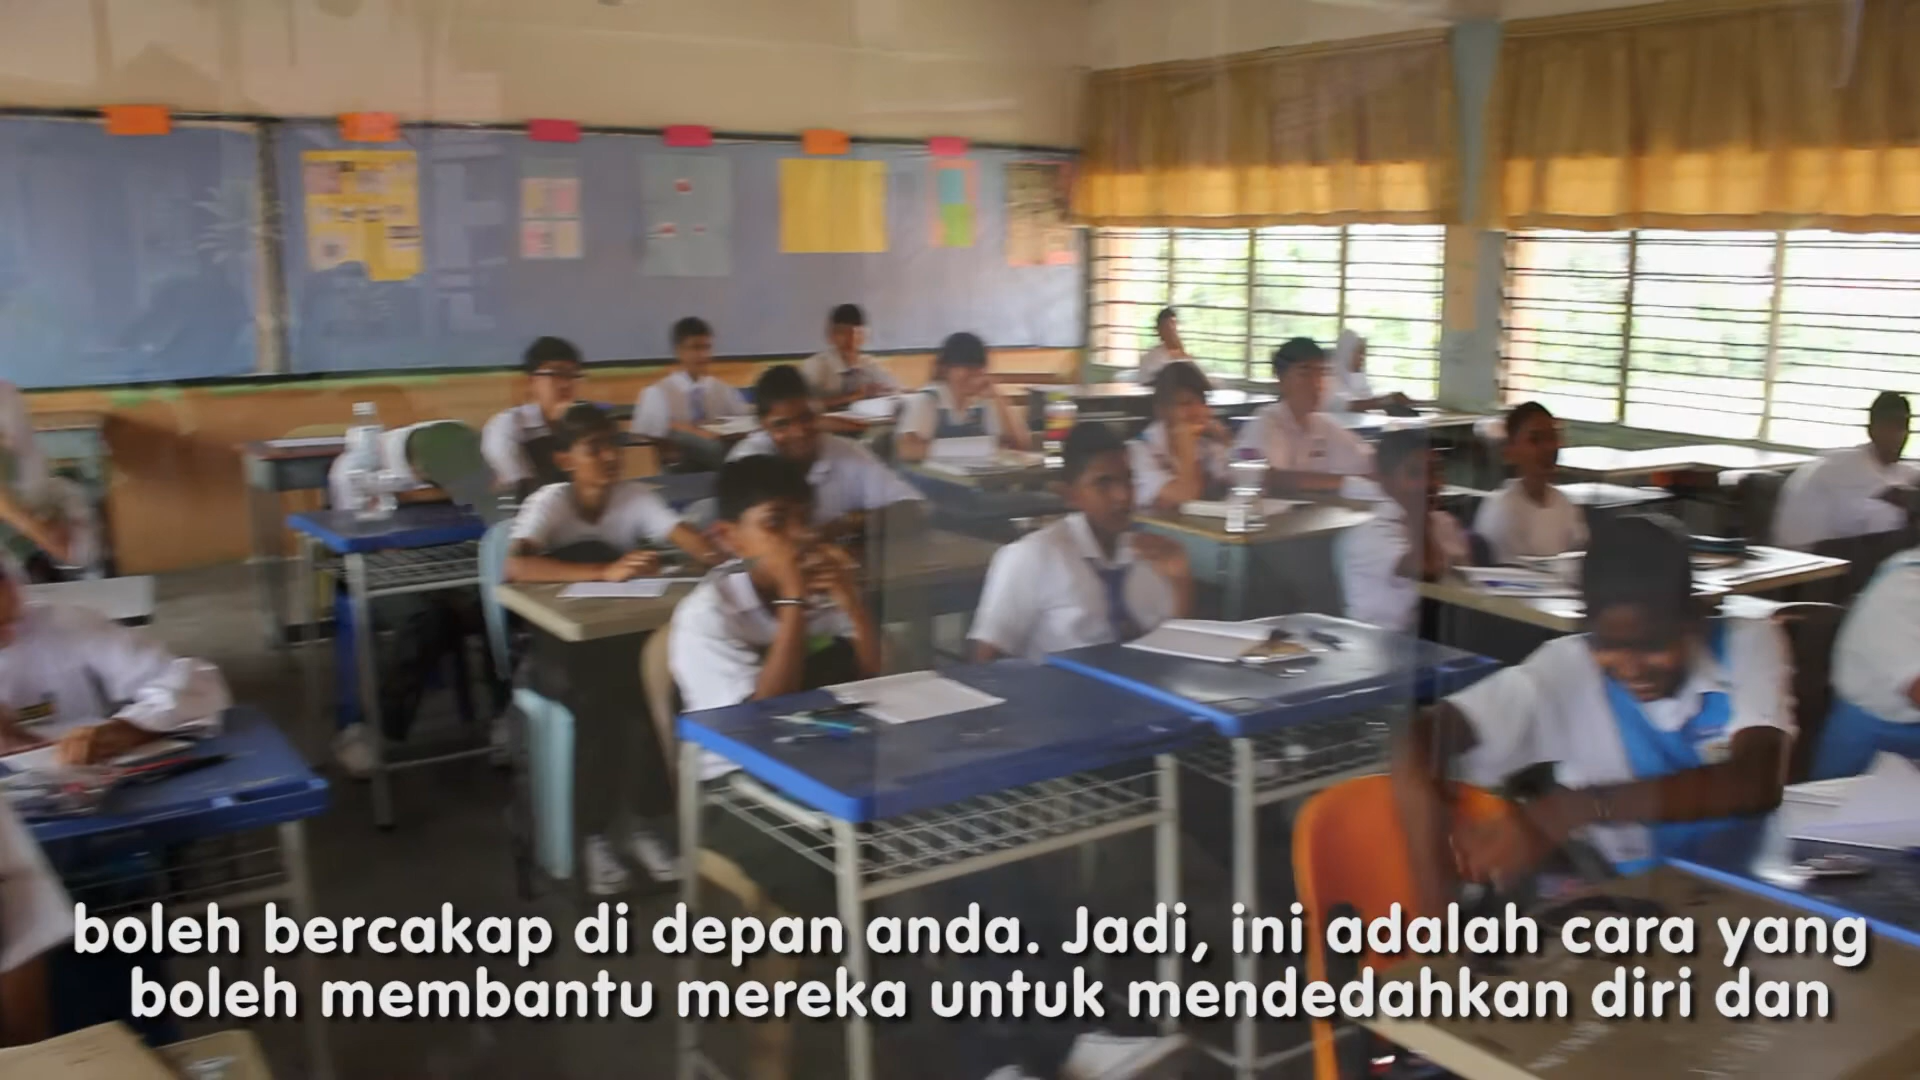 boleh bercakap di depan anda. Jadi, ini adalah cara yang
boleh membantu mereka untuk mendedahkan diri dan